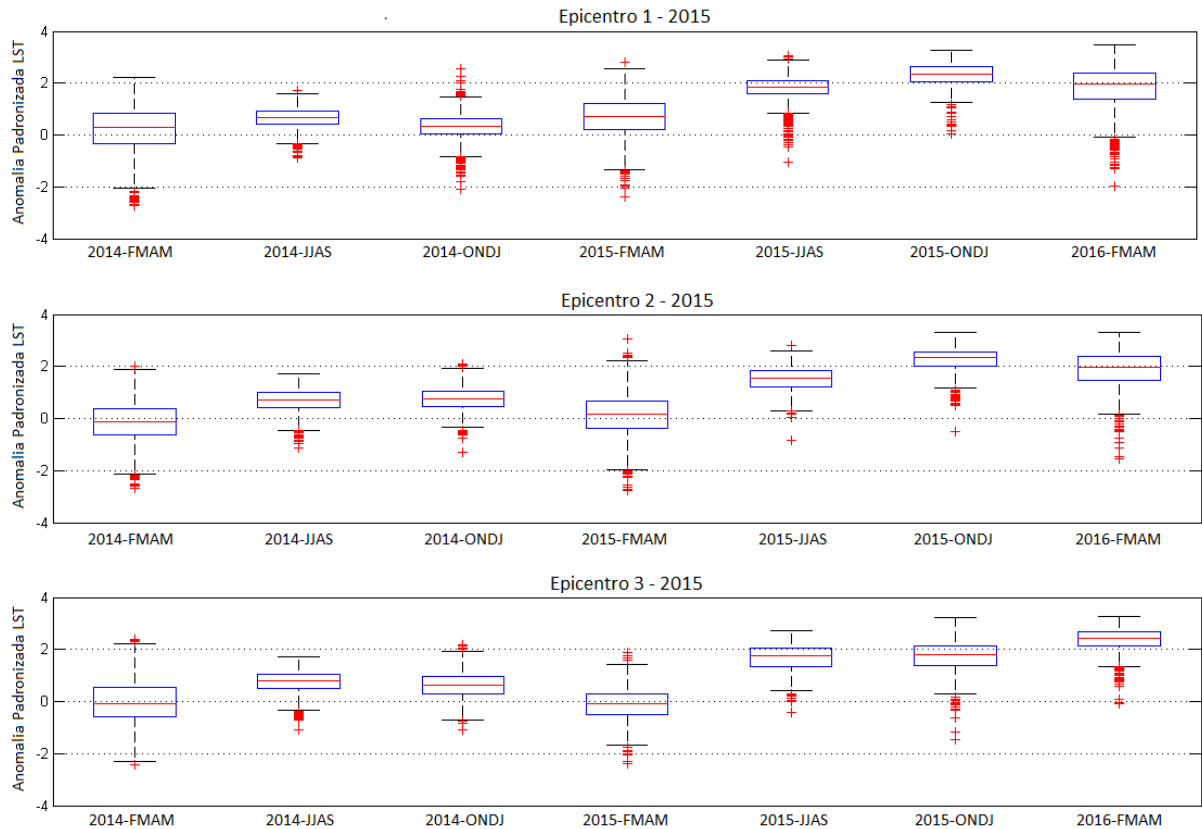 Epicentro 1 - 2015
Anomalia Padronizada LST
4
2
0
-2
-4
2014-FMAM 2014-JJAS 2014-ONDJ 2015-FMAM 2015-JJAS 2015-ONDJ 2016-FMAM
Epicentro 2 - 2015
Anomalia Padronizada LST
4
2
0
-2
-4
2014-FMAM 2014-JJAS 2014-ONDJ 2015-FMAM 2015-JJAS 2015-ONDJ 2016-FMAM
Epicentro 3 - 2015
Anomalia Padronizada LST
4
2
0
-2
-4
2014-FMAM 2014-JJAS 2014-ONDJ 2015-FMAM 2015-JJAS 2015-ONDJ 2016-FMAM